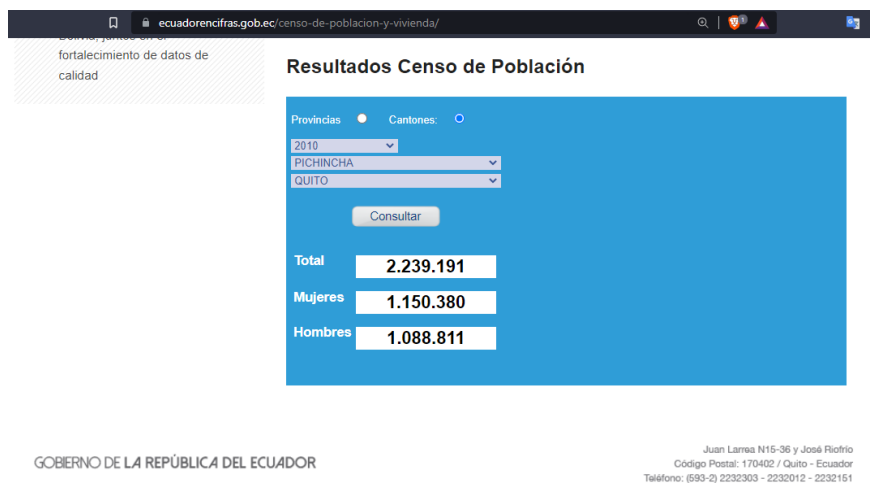 ecuadorencifras.gob.ec/censo-de-poblacion-y-vivienda/
fortalecimiento de datos de
calidad
Resultados Censo de Población
Provincias Cantones:
2010
PICHINCHA
QUITO
Consultar
Total 2.239.191
Mujeres 1.150.380
Hombres 1.088.811
GOBIERNO DE LA REPÚBLICA DEL ECUADOR
Juan Larrea N15-36 y José Riofrío
Código Postal: 170402 / Quito - Ecuador
Teléfono: (593-2) 2232303 - 2232012 - 2232151